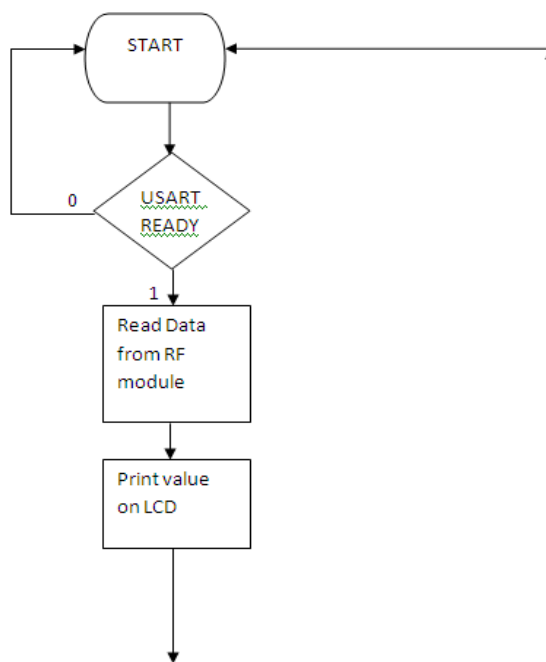 START
0
USART
READY
1
Read Data
from RF
module
Print value
on LCD